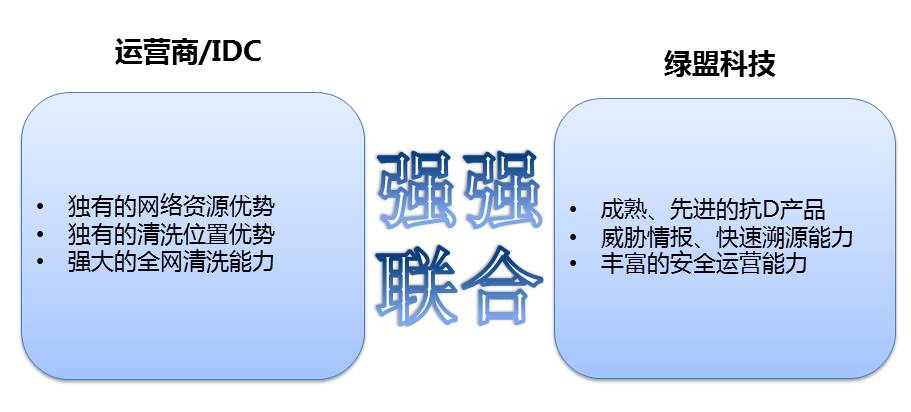 运营商/IDC
• 独有的网络资源优势
• 独有的清洗位置优势
• 强大的全网清洗能力
强强
联合
绿盟科技
• 成熟、先进的抗D产品
• 威胁情报、快速溯源能力
• 丰富的安全运营能力